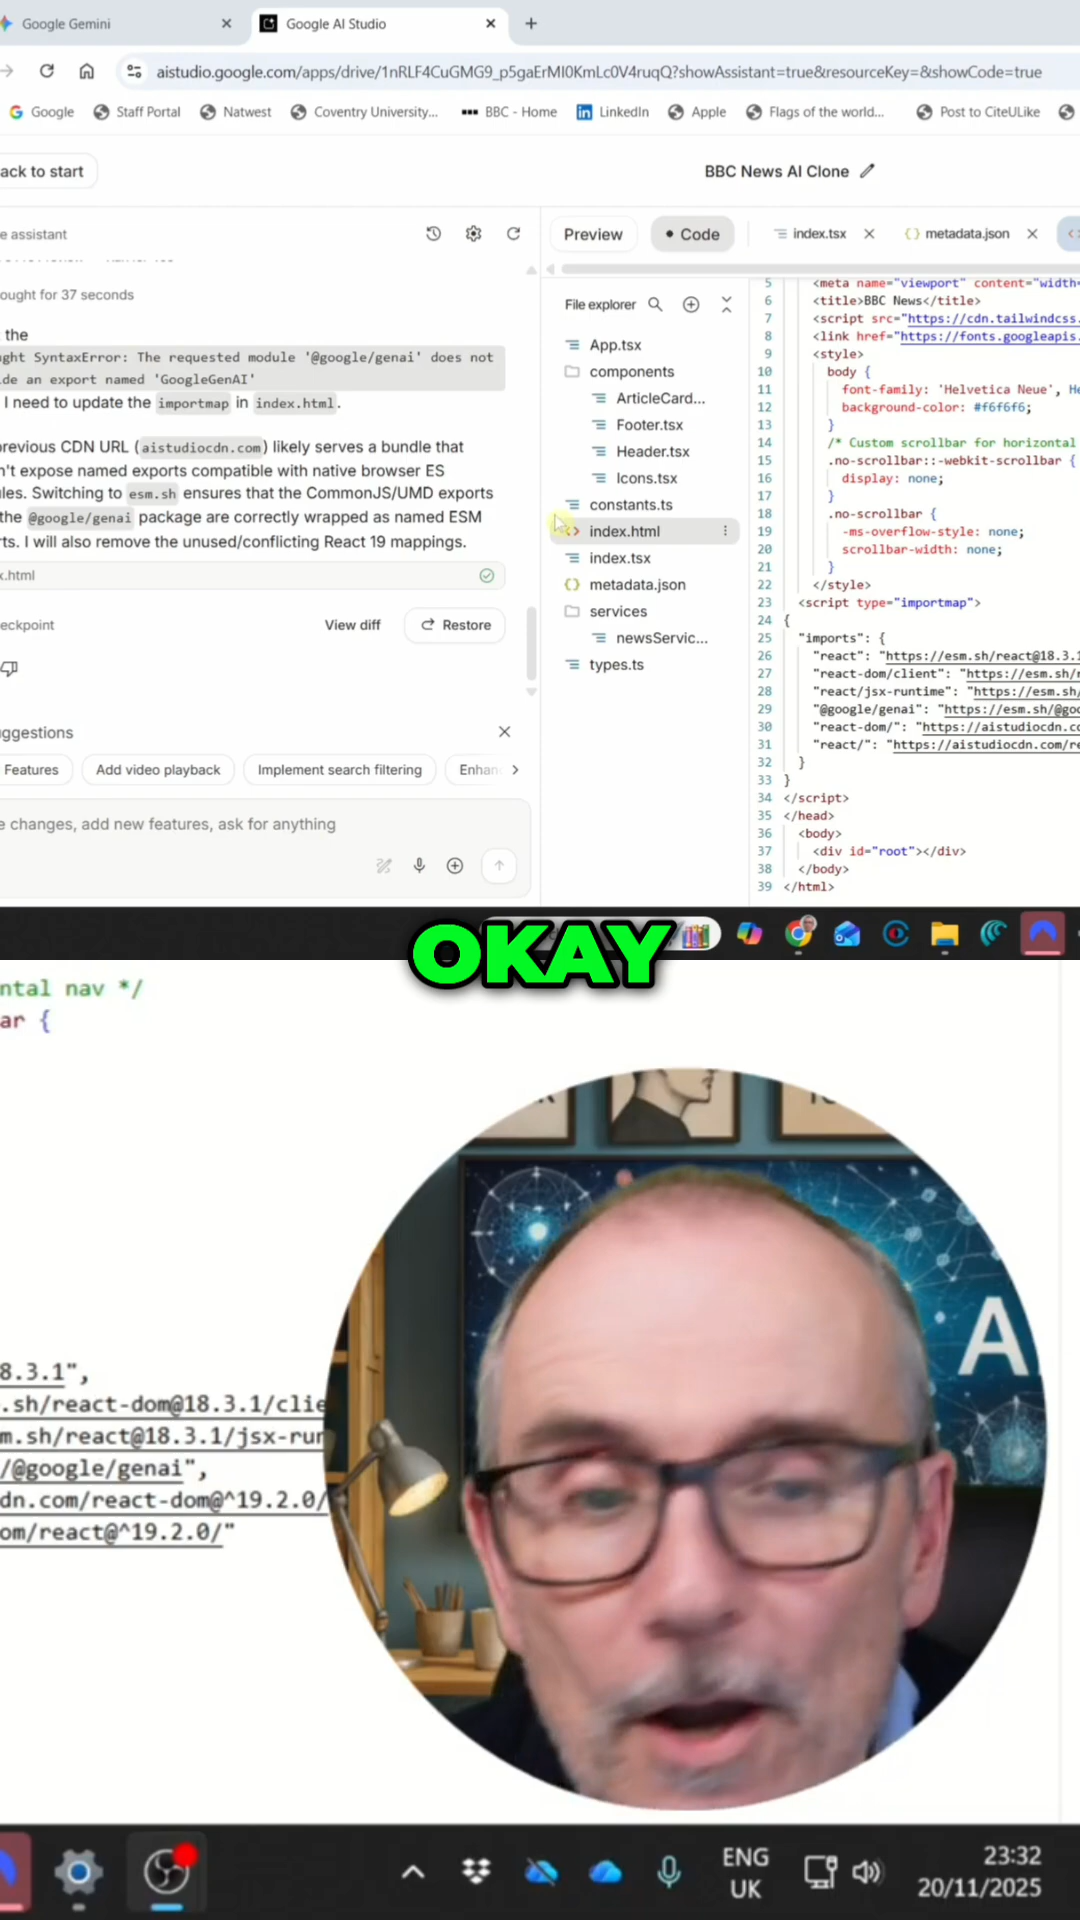 Google Gemini
Google AI Studio
aistudio.google.com/apps/drive/1nRLF4CuGMG9_p5gaErMI0KmLc0V4ruqQ?showAssistant=true&resourceKey=&showCode=true
Google Staff Portal Natwest Coventry University... BBC - Home LinkedIn Apple Flags of the world... Post to CiteULike
ack to start
BBC News AI Clone
e assistant
Preview
Code
index.tsx
metadata.json
ought for 37 seconds
the
ght SyntaxError: The requested module '@google/genai' does not
de an export named 'GoogleGenAI'
I need to update the importmap in index.html.
previous CDN URL (aistudiocdn.com) likely serves a bundle that
n't expose named exports compatible with native browser ES
les. Switching to esm.sh ensures that the CommonJS/UMD exports
the @google/genai package are correctly wrapped as named ESM
rts. I will also remove the unused/conflicting React 19 mappings.
x.html
eckpoint
View diff
Restore
ggestions
Features
Add video playback
Implement search filtering
Enhan
e changes, add new features, ask for anything
File explorer
App.tsx
components
ArticleCard...
Footer.tsx
Header.tsx
Icons.tsx
constants.ts
index.html
index.tsx
metadata.json
services
newsServic...
types.ts
5 <meta name="viewport" content="width=
6 <title>BBC News</title>
7 <script src="https://cdn.tailwindcss.
8 <link href="https://fonts.googleapis.
9 <style>
10 body {
11 font-family: 'Helvetica Neue', He
12 background-color: #f6f6f6;
13 }
14 /* Custom scrollbar for horizontal
15 .no-scrollbar::-webkit-scrollbar {
16 display: none;
17 }
18 .no-scrollbar {
19 -ms-overflow-style: none;
20 scrollbar-width: none;
21 }
22 </style>
23 <script type="importmap">
24 {
25 "imports": {
26 "react": "https://esm.sh/react@18.3.1
27 "react-dom/client": "https://esm.sh/r
28 "react/jsx-runtime": "https://esm.sh/
29 "@google/genai": "https://esm.sh/@goo
30 "react-dom/": "https://aistudiocdn.co
31 "react/": "https://aistudiocdn.com/re
32 }
33 }
34 </script>
35 </head>
36 <body>
37 <div id="root"></div>
38 </body>
39 </html>
OKAY
ntal nav */
ar {
8.3.1",
.sh/react-dom@18.3.1/clie
m.sh/react@18.3.1/jsx-run
/@google/genai",
dn.com/react-dom@^19.2.0/
om/react@^19.2.0/"
A
ENG
UK
23:32
20/11/2025